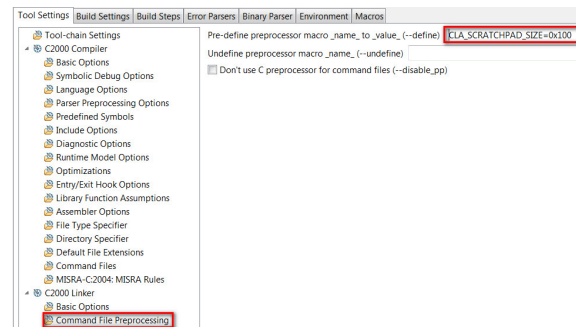 Tool Settings Build Settings Build Steps Error Parsers Binary Parser Environment Macros
Tool-chain Settings
C2000 Compiler
Basic Options
Symbolic Debug Options
Language Options
Parser Preprocessing Options
Predefined Symbols
Include Options
Diagnostic Options
Runtime Model Options
Optimizations
Entry/Exit Hook Options
Library Function Assumptions
Assembler Options
File Type Specifier
Directory Specifier
Default File Extensions
Command Files
MISRA-C:2004: MISRA Rules
C2000 Linker
Basic Options
Command File Preprocessing
Pre-define preprocessor macro _name_ to _value_ (--define) CLA_SCRATCHPAD_SIZE=0x100
Undefine preprocessor macro _name_ (--undefine)
Don't use C preprocessor for command files (--disable_pp)